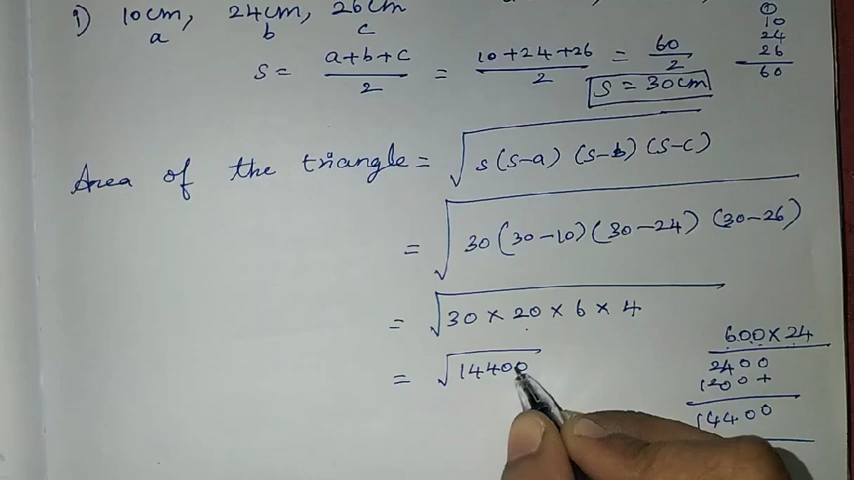 i) 10cm, 24cm, 26cm
a b c
s = a+b+c / 2 = 10+24+26 / 2 = 60 / 2
s = 30cm
10
24
26
60
Area of the triangle = √s(s-a) (s-b) (s-c)
= √30(30-10)(30-24) (30-26)
= √30 × 20 × 6 × 4
= √14400
600×24
2400
1200+
14400